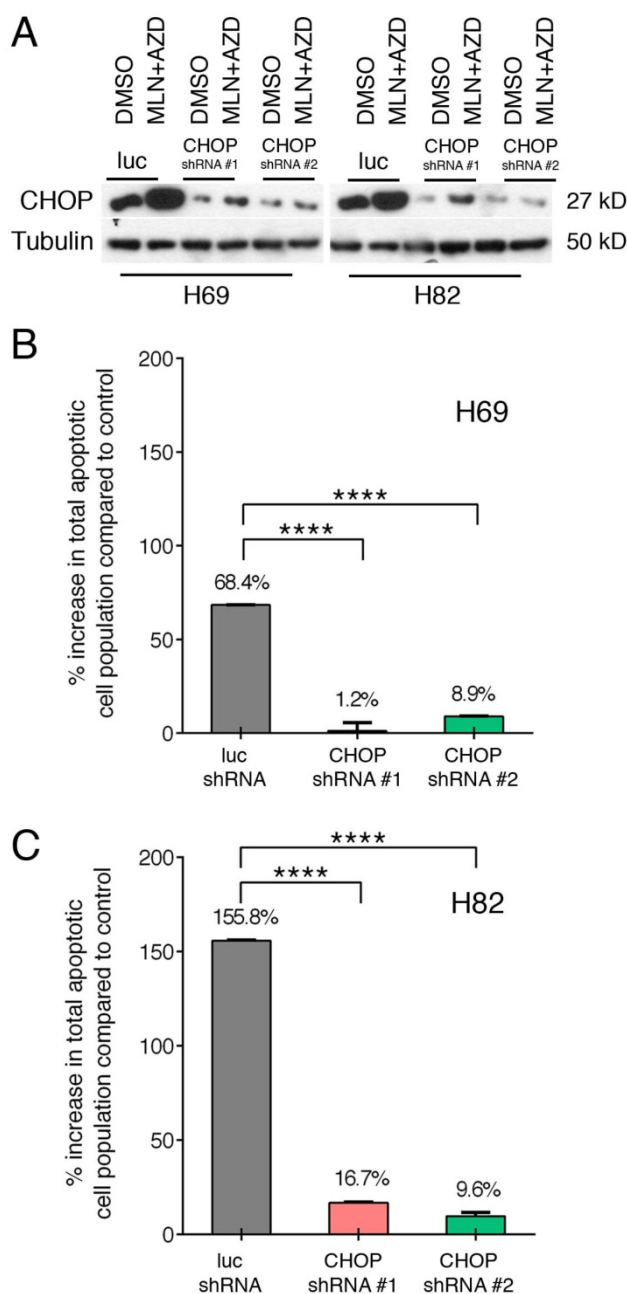 A
DMSO MLN+AZD DMSO MLN+AZD DMSO MLN+AZD DMSO MLN+AZD DMSO MLN+AZD DMSO MLN+AZD
luc CHOP shRNA #1 CHOP shRNA #2 luc CHOP shRNA #1 CHOP shRNA #2
CHOP 27 kD
Tubulin 50 kD
H69 H82
B
% increase in total apoptotic
cell population compared to control
200
150
100
50
0
H69
****
****
68.4%
1.2%
8.9%
luc
shRNA
CHOP
shRNA #1
CHOP
shRNA #2
C
% increase in total apoptotic
cell population compared to control
200
150
100
50
0
****
****
H82
155.8%
16.7%
9.6%
luc
shRNA
CHOP
shRNA #1
CHOP
shRNA #2